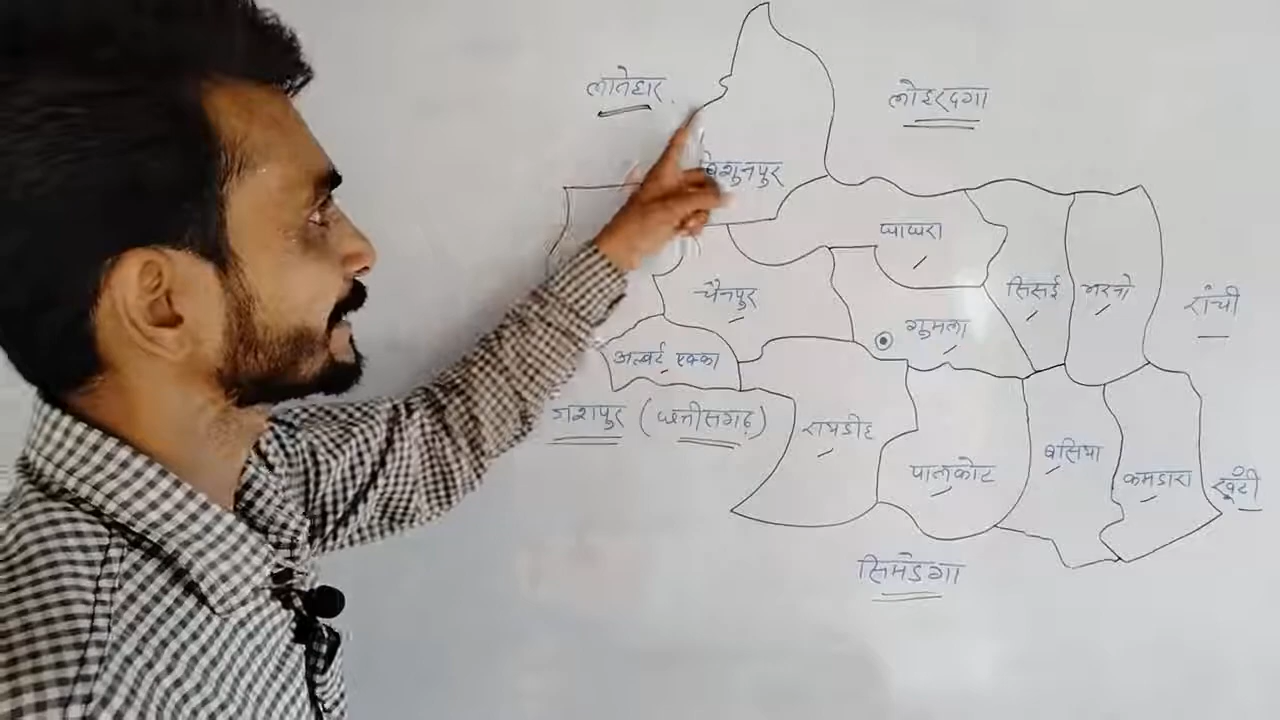 लातेहार
लोहरदगा
बिशुनपुर
घाघरा
चैनपुर
सिसई
भरनो
रांची
गुमला
अल्बर्ट एक्का
जशपुर (छत्तीसगढ़)
रायडीह
पालकोट
बसिया
कमडारा
खूँटी
सिमडेगा